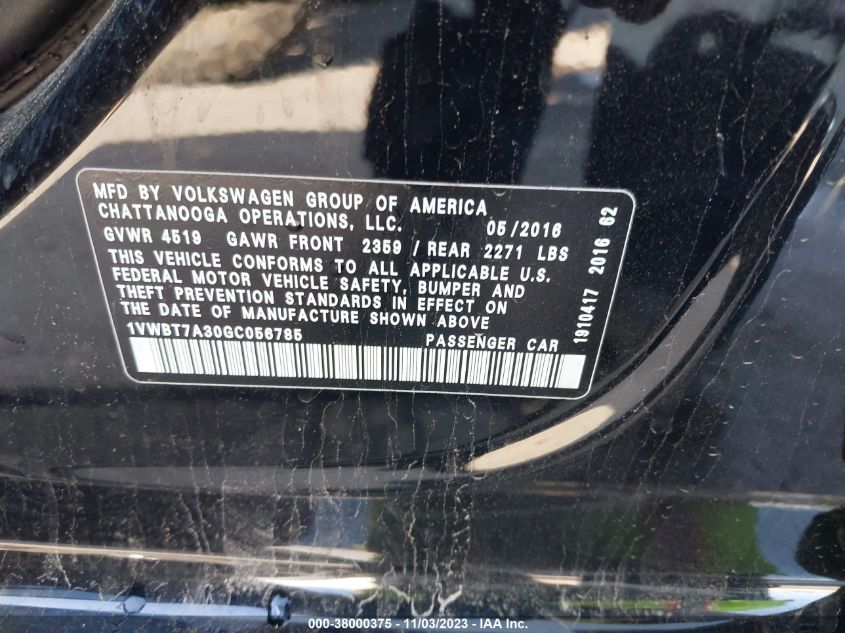 MFD BY VOLKSWAGEN GROUP OF AMERICA
CHATTANOOGA OPERATIONS, LLC. 05/2016
GVWR 4519 GAWR FRONT 2359 / REAR 2271 LBS
THIS VEHICLE CONFORMS TO ALL APPLICABLE U.S.
FEDERAL MOTOR VEHICLE SAFETY, BUMPER AND
THEFT PREVENTION STANDARDS IN EFFECT ON
THE DATE OF MANUFACTURE SHOWN ABOVE
1VWBT7A30GC056785 PASSENGER CAR
1910417 2016 62
000-38000375 - 11/03/2023 - IAA Inc.